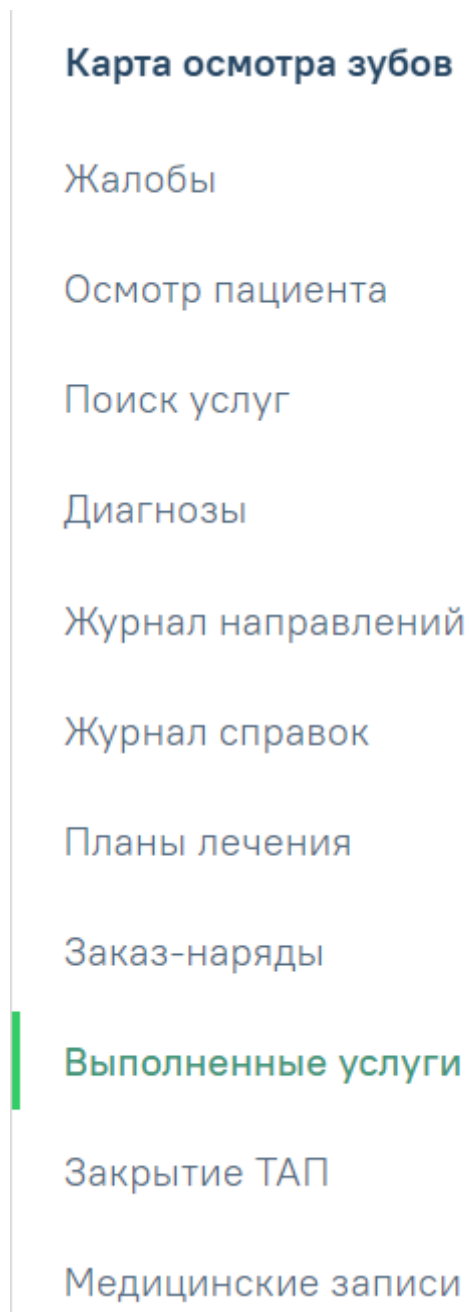 Карта осмотра зубов
Жалобы
Осмотр пациента
Поиск услуг
Диагнозы
Журнал направлений
Журнал справок
Планы лечения
Заказ-наряды
Выполненные услуги
Закрытие ТАП
Медицинские записи